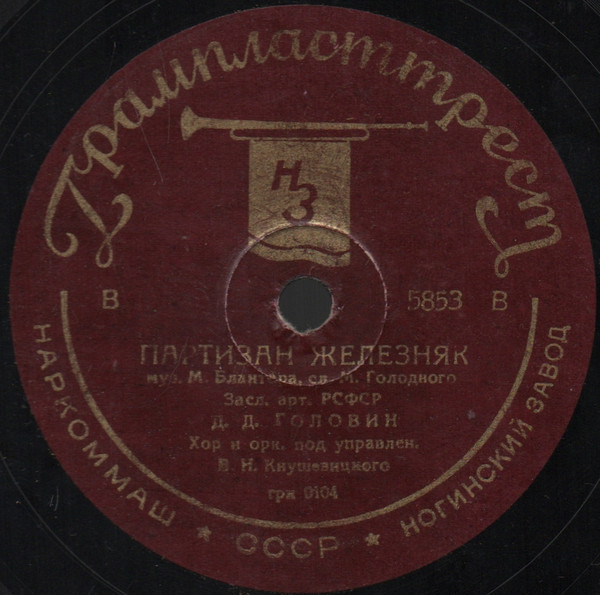 Грампласттрест
НЗ
В 5853 В
ПАРТИЗАН ЖЕЛЕЗНЯК
муз. М. Блантера, сл. М. Голодного
Засл. арт. РСФСР
Д. Д. ГОЛОВИН
Хор и орк. под управлен.
В. Н. Кнушевицкого
грк 0104
НАРКОММАШ ★ СССР ★ НОГИНСКИЙ ЗАВОД